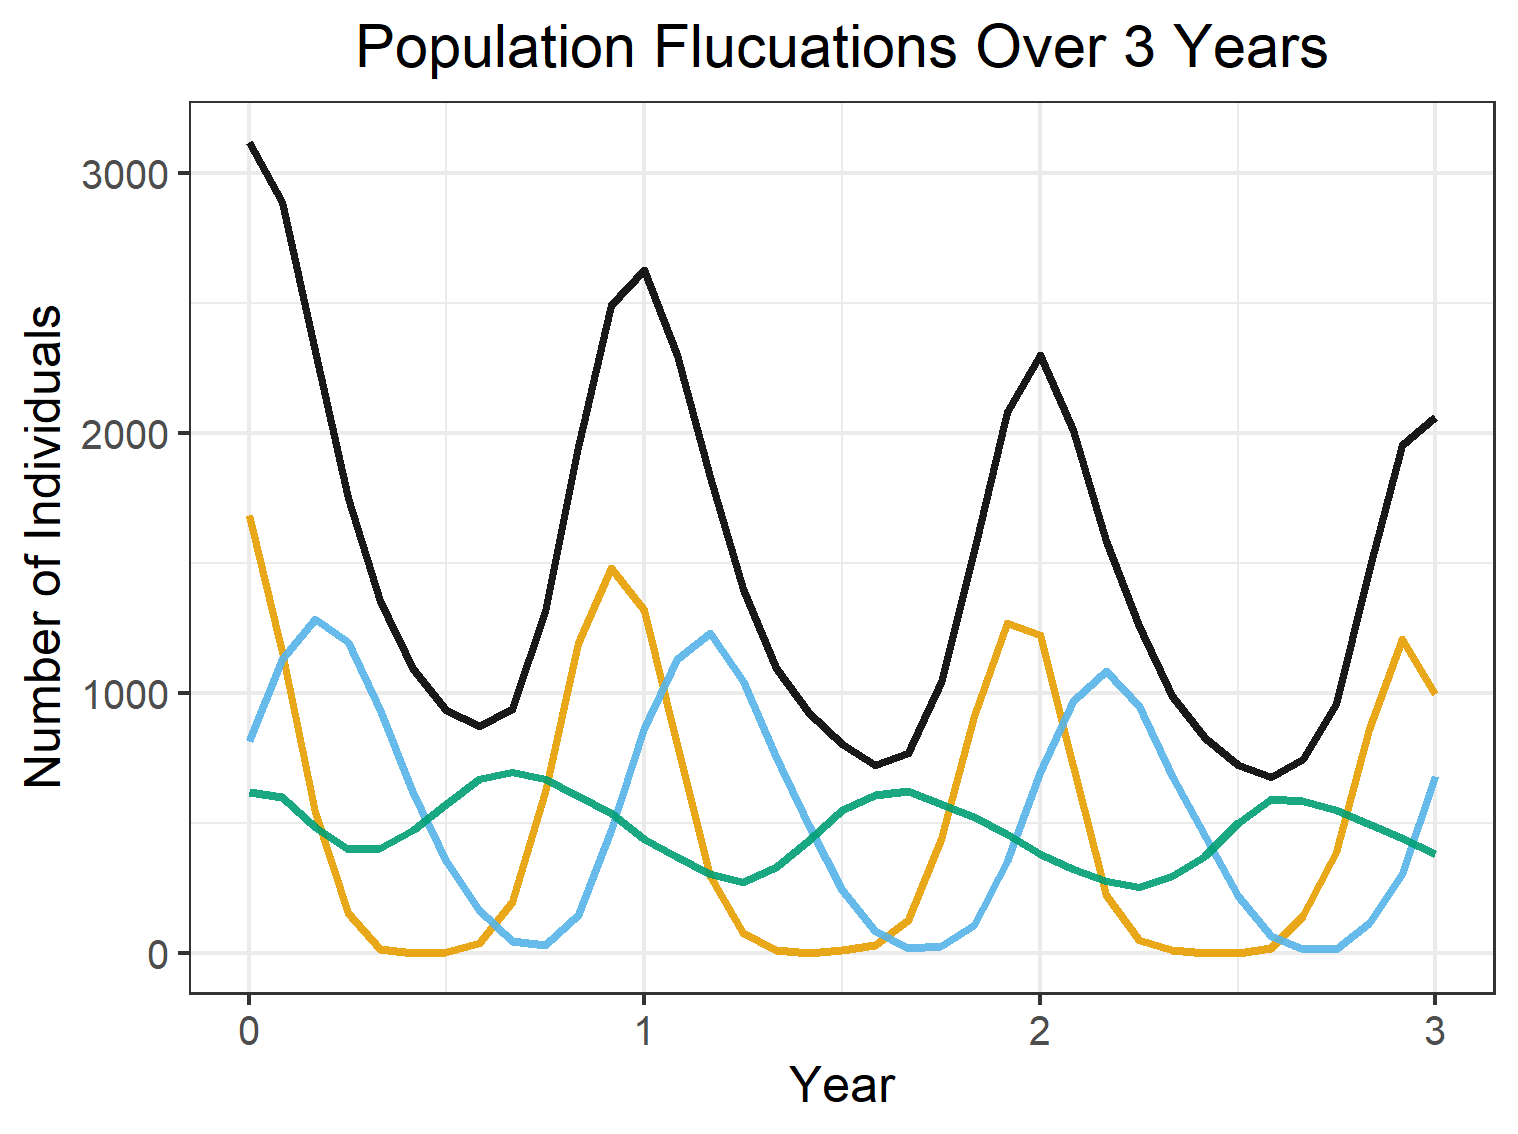 Population Flucuations Over 3 Years
Number of Individuals
3000
2000
1000
0
0 1 2 3
Year